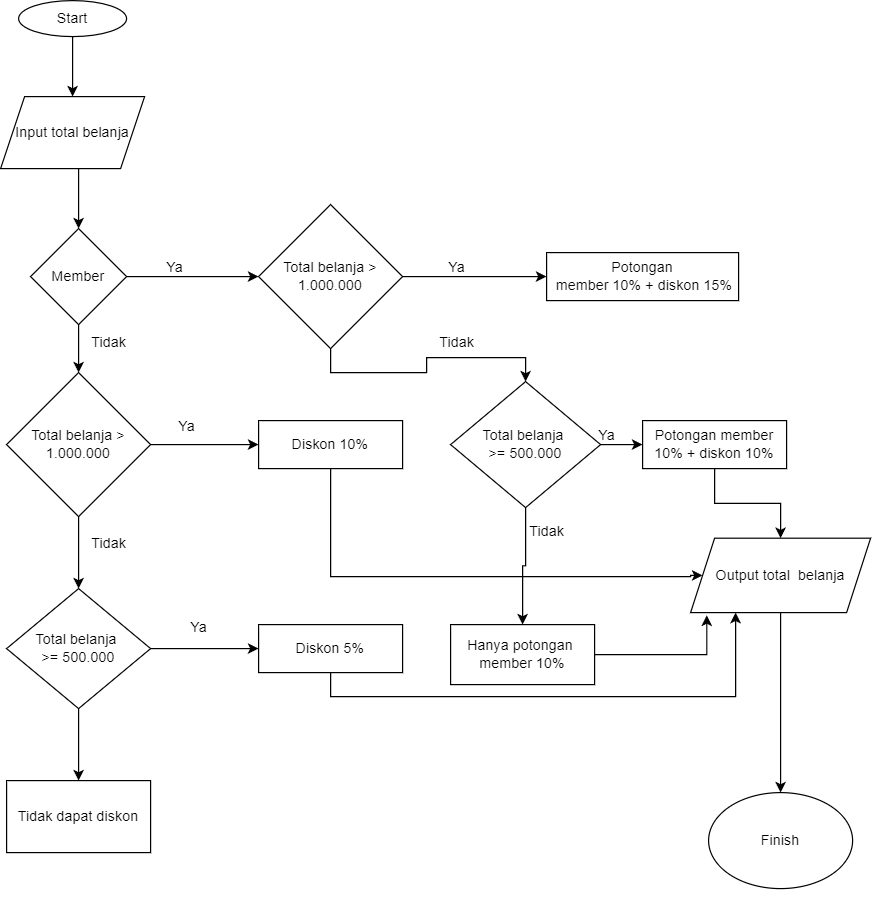 Start
Input total belanja
Member
Ya
Total belanja >
1.000.000
Ya
Potongan
member 10% + diskon 15%
Tidak
Tidak
Total belanja >
1.000.000
Ya
Diskon 10%
Total belanja
>= 500.000
Ya
Potongan member
10% + diskon 10%
Tidak
Tidak
Output total  belanja
Total belanja
>= 500.000
Ya
Diskon 5%
Hanya potongan
member 10%
Tidak dapat diskon
Finish